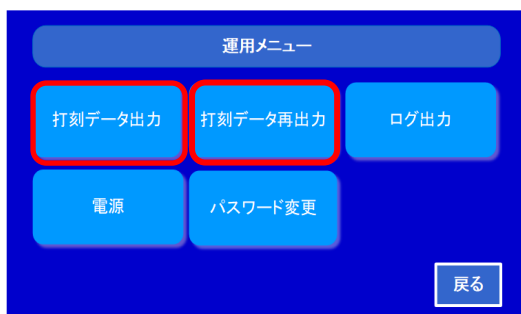 運用メニュー
打刻データ出力
打刻データ再出力
ログ出力
電源
パスワード変更
戻る